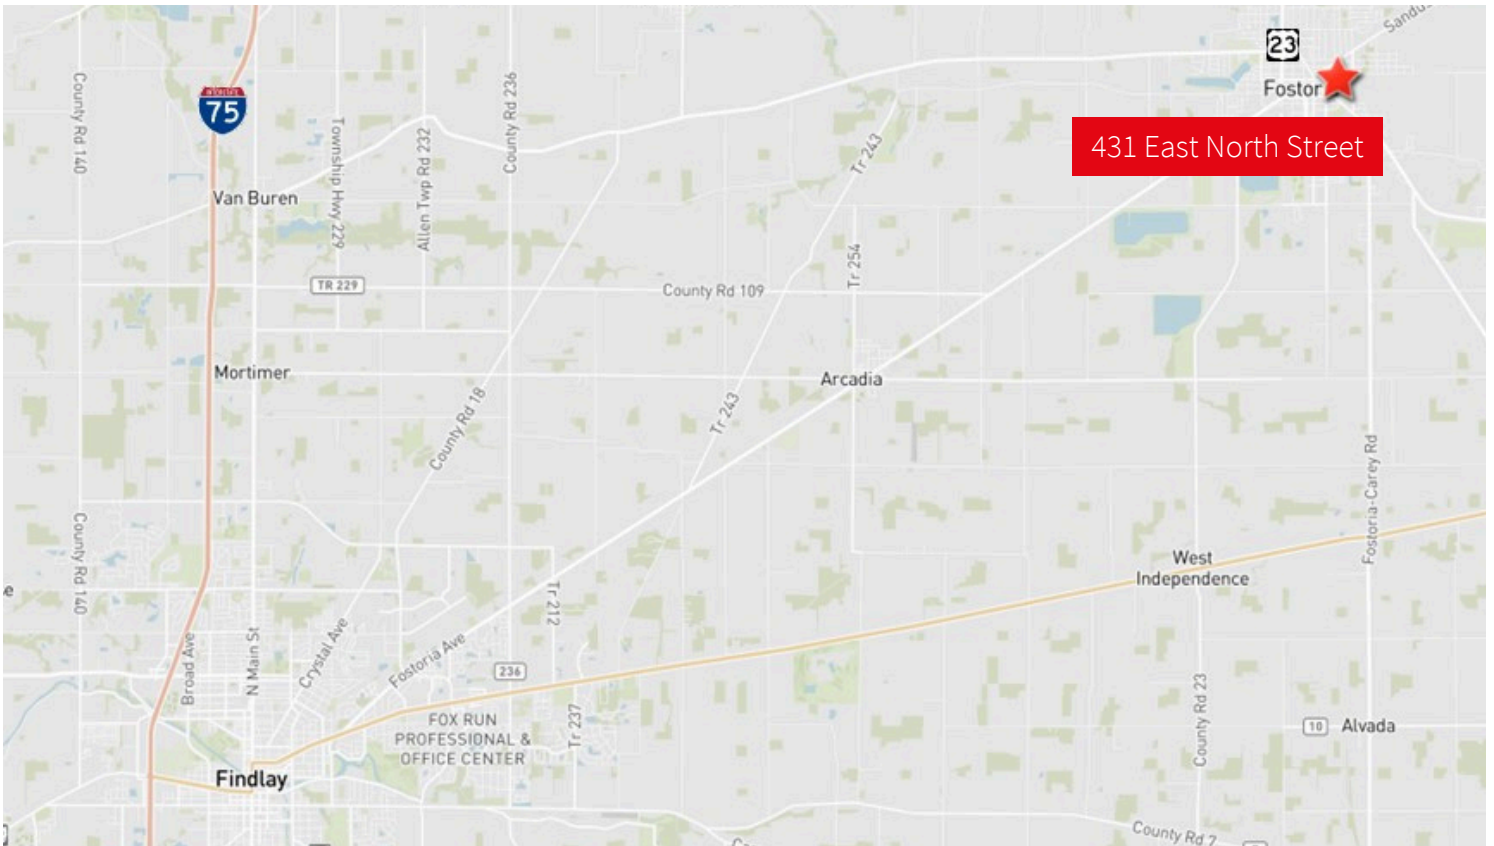 Sandus
23
Fostor
431 East North Street
INTERSTATE
75
County Rd 140
Township Hwy 229
Allen Twp Rd 232
County Rd 236
Tr 243
Van Buren
Tr 254
TR 229
County Rd 109
Mortimer
Arcadia
County Rd 18
Tr 243
Fostoria-Carey Rd
County Rd 140
West
Independence
Tr 212
Broad Ave
N Main St
Crystal Ave
Fostoria Ave
236
County Rd 23
FOX RUN
PROFESSIONAL &
OFFICE CENTER
Tr 237
10
Alvada
Findlay
County Rd 7